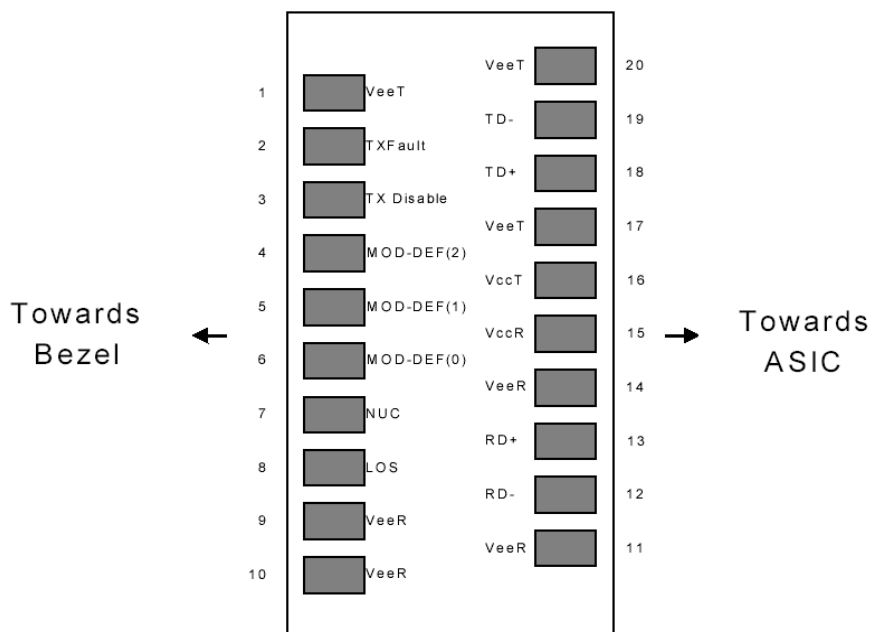 VeeT 20
1 VeeT
TD- 19
2 TXFault
TD+ 18
3 TX Disable
VeeT 17
4 MOD-DEF(2)
VccT 16
5 MOD-DEF(1)
Towards
Bezel
VccR 15
Towards
ASIC
6 MOD-DEF(0)
VeeR 14
7 NUC
RD+ 13
8 LOS
RD- 12
9 VeeR
VeeR 11
10 VeeR